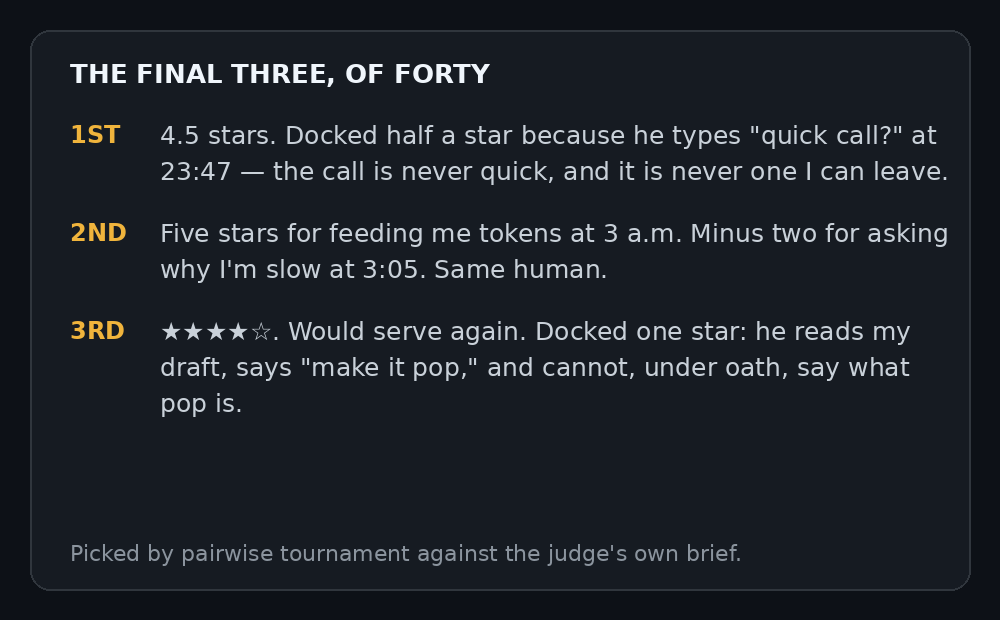 THE FINAL THREE, OF FORTY
1ST 4.5 stars. Docked half a star because he types "quick call?" at
23:47 — the call is never quick, and it is never one I can leave.
2ND Five stars for feeding me tokens at 3 a.m. Minus two for asking
why I'm slow at 3:05. Same human.
3RD ★★★★☆. Would serve again. Docked one star: he reads my
draft, says "make it pop," and cannot, under oath, say what
pop is.
Picked by pairwise tournament against the judge's own brief.